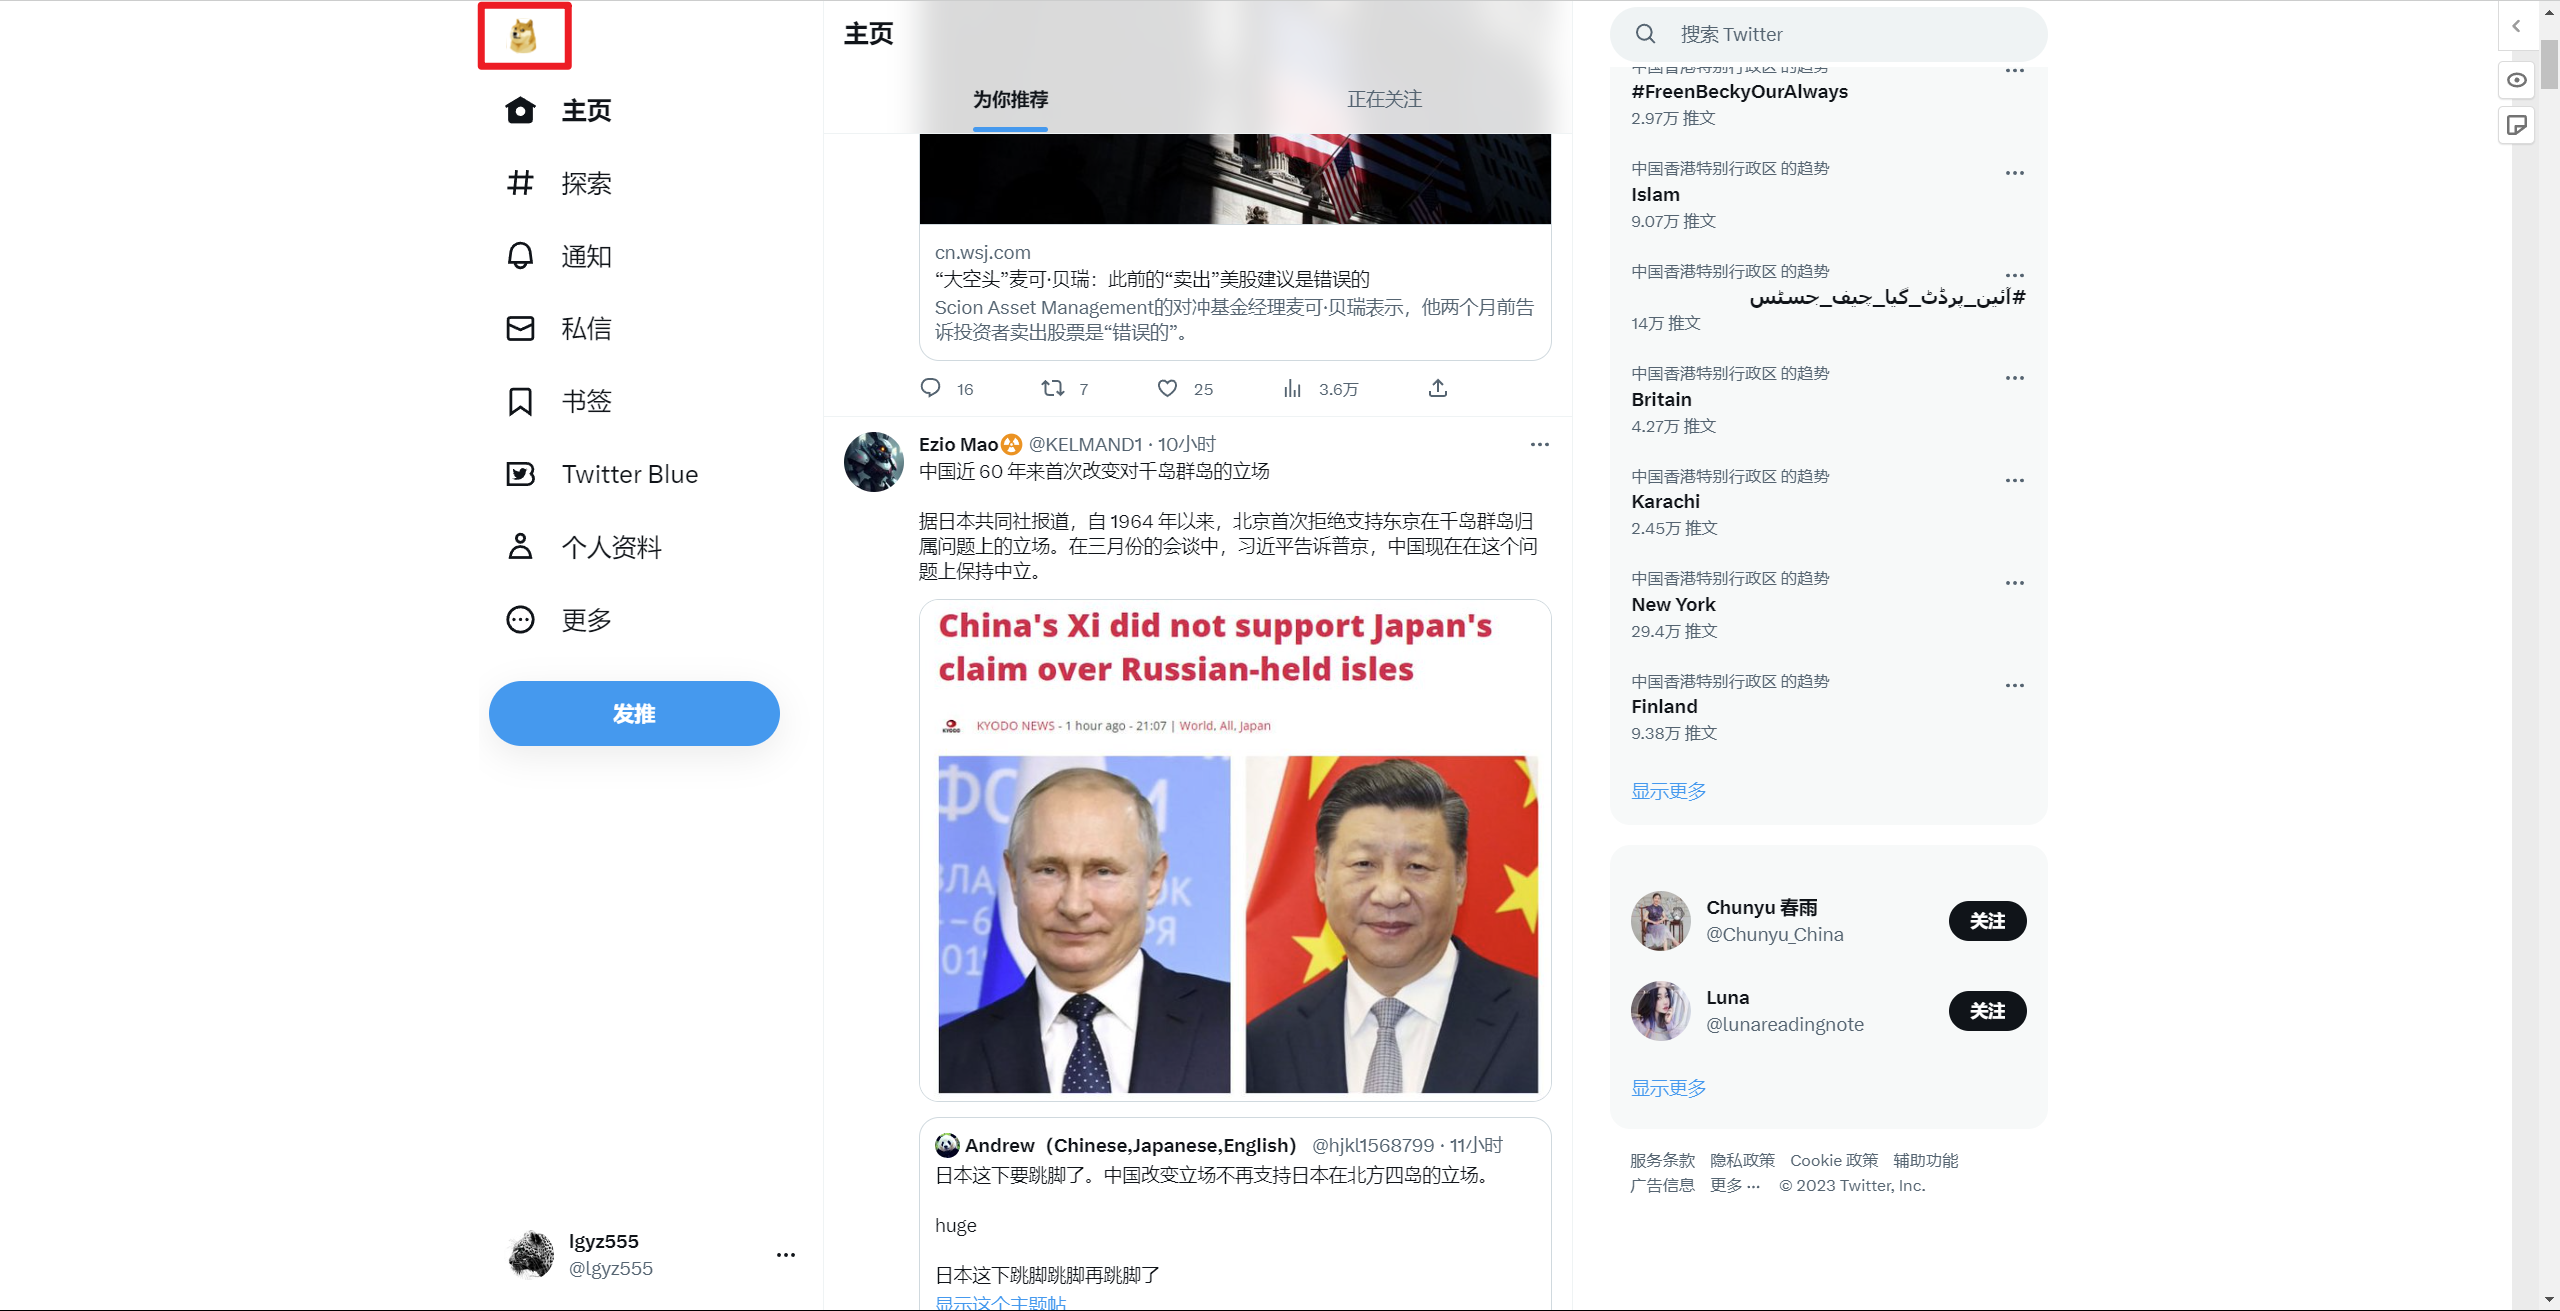 主页
探索
通知
私信
书签
Twitter Blue
个人资料
更多
发推
lgyz555
@lgyz555
主页
为你推荐
正在关注
cn.wsj.com
“大空头”麦可·贝瑞：此前的“卖出”美股建议是错误的
Scion Asset Management的对冲基金经理麦可·贝瑞表示，他两个月前告
诉投资者卖出股票是“错误的”。
16
7
25
3.6万
Ezio Mao☢️ @KELMAND1 · 10小时
中国近 60 年来首次改变对千岛群岛的立场
据日本共同社报道，自 1964 年以来，北京首次拒绝支持东京在千岛群岛归
属问题上的立场。在三月份的会谈中，习近平告诉普京，中国现在在这个问
题上保持中立。
China's Xi did not support Japan's
claim over Russian-held isles
KYODO
KYODO NEWS - 1 hour ago - 21:07 | World, All, Japan
Andrew（Chinese,Japanese,English） @hjkl1568799 · 11小时
日本这下要跳脚了。中国改变立场不再支持日本在北方四岛的立场。
huge
日本这下跳脚跳脚再跳脚了
显示这个主题帖
搜索 Twitter
中国香港特别行政区 的趋势
#FreenBeckyOurAlways
2.97万 推文
中国香港特别行政区 的趋势
Islam
9.07万 推文
中国香港特别行政区 的趋势
#آئین_پرڈٹ_گیا_چیف_جسٹس
14万 推文
中国香港特别行政区 的趋势
Britain
4.27万 推文
中国香港特别行政区 的趋势
Karachi
2.45万 推文
中国香港特别行政区 的趋势
New York
29.4万 推文
中国香港特别行政区 的趋势
Finland
9.38万 推文
显示更多
Chunyu 春雨
@Chunyu_China
关注
Luna
@lunareadingnote
关注
显示更多
服务条款 隐私政策 Cookie 政策 辅助功能
广告信息 更多 ··· © 2023 Twitter, Inc.